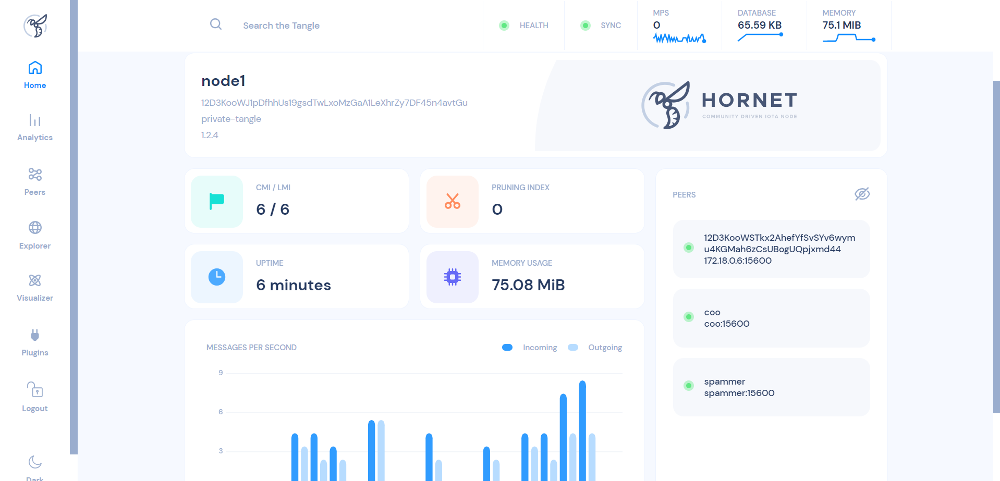 Search the Tangle
HEALTH
SYNC
MPS
0
DATABASE
65.59 KB
MEMORY
75.1 MIB
Home
Analytics
Peers
Explorer
Visualizer
Plugins
Logout
Dark
node1
12D3KooWJ1pDfhhUs19gsdTwLxoMzGaA1LeXhrZy7DF45n4avtGu
private-tangle
1.2.4
HORNET
COMMUNITY DRIVEN IOTA NODE
CMI / LMI
6 / 6
PRUNING INDEX
0
UPTIME
6 minutes
MEMORY USAGE
75.08 MiB
PEERS
12D3KooWSTkx2AhefYfSvSYv6wym
u4KGMah6zCsUBogUQpjxmd44
172.18.0.6:15600
coo
coo:15600
spammer
spammer:15600
MESSAGES PER SECOND
Incoming
Outgoing
9
6
3